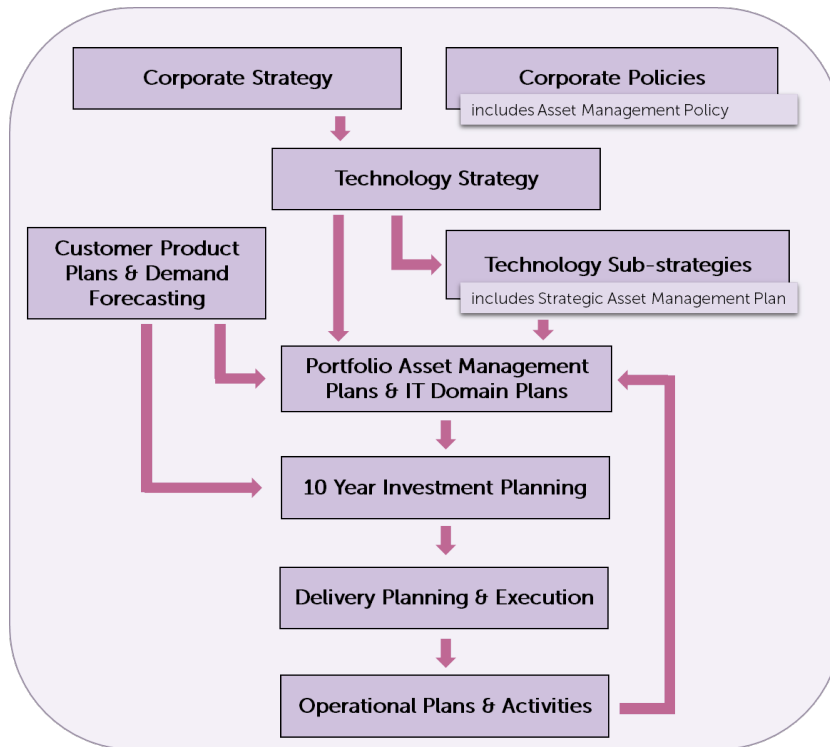 Corporate Strategy
Corporate Policies
includes Asset Management Policy
Technology Strategy
Customer Product
Plans & Demand
Forecasting
Technology Sub-strategies
includes Strategic Asset Management Plan
Portfolio Asset Management
Plans & IT Domain Plans
10 Year Investment Planning
Delivery Planning & Execution
Operational Plans & Activities